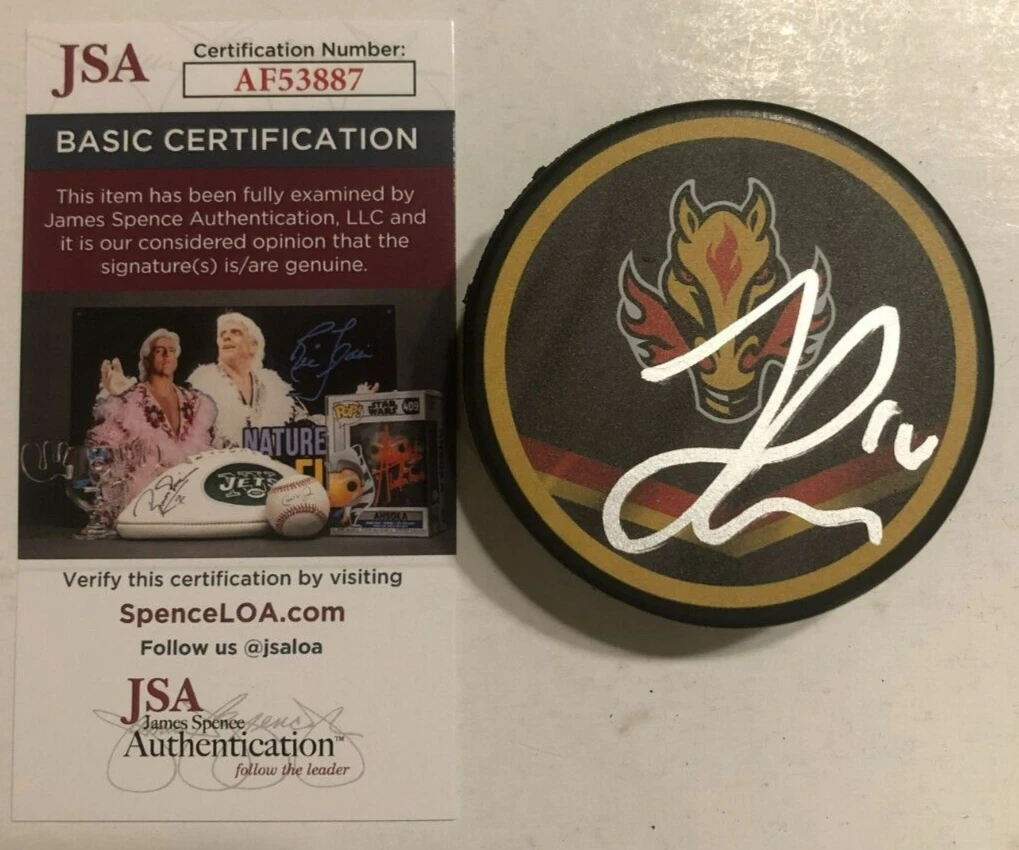 JSA
Certification Number:
AF53887
BASIC CERTIFICATION
This item has been fully examined by
James Spence Authentication, LLC and
it is our considered opinion that the
signature(s) is/are genuine.
NATURE
POP!
STAR WARS
409
JETS
AHSOKA
Verify this certification by visiting
SpenceLOA.com
Follow us @jsaloa
JSA
James Spence
Authentication™
follow the leader